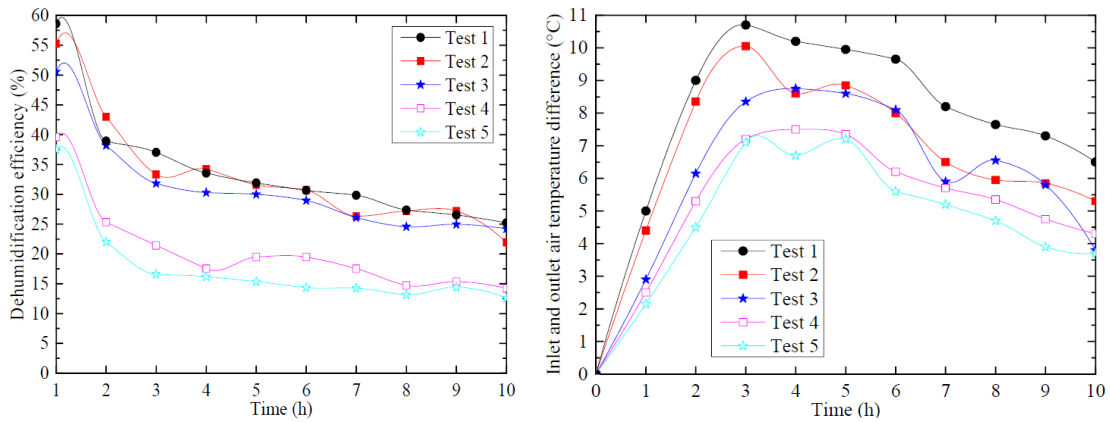 Dehumidification efficiency (%)
60
55
50
45
40
35
30
25
20
15
10
5
0
Test 1
Test 2
Test 3
Test 4
Test 5
1 2 3 4 5 6 7 8 9 10
Time (h)
Inlet and outlet air temperature difference (°C)
11
10
9
8
7
6
5
4
3
2
1
0
Test 1
Test 2
Test 3
Test 4
Test 5
0 1 2 3 4 5 6 7 8 9 10
Time (h)